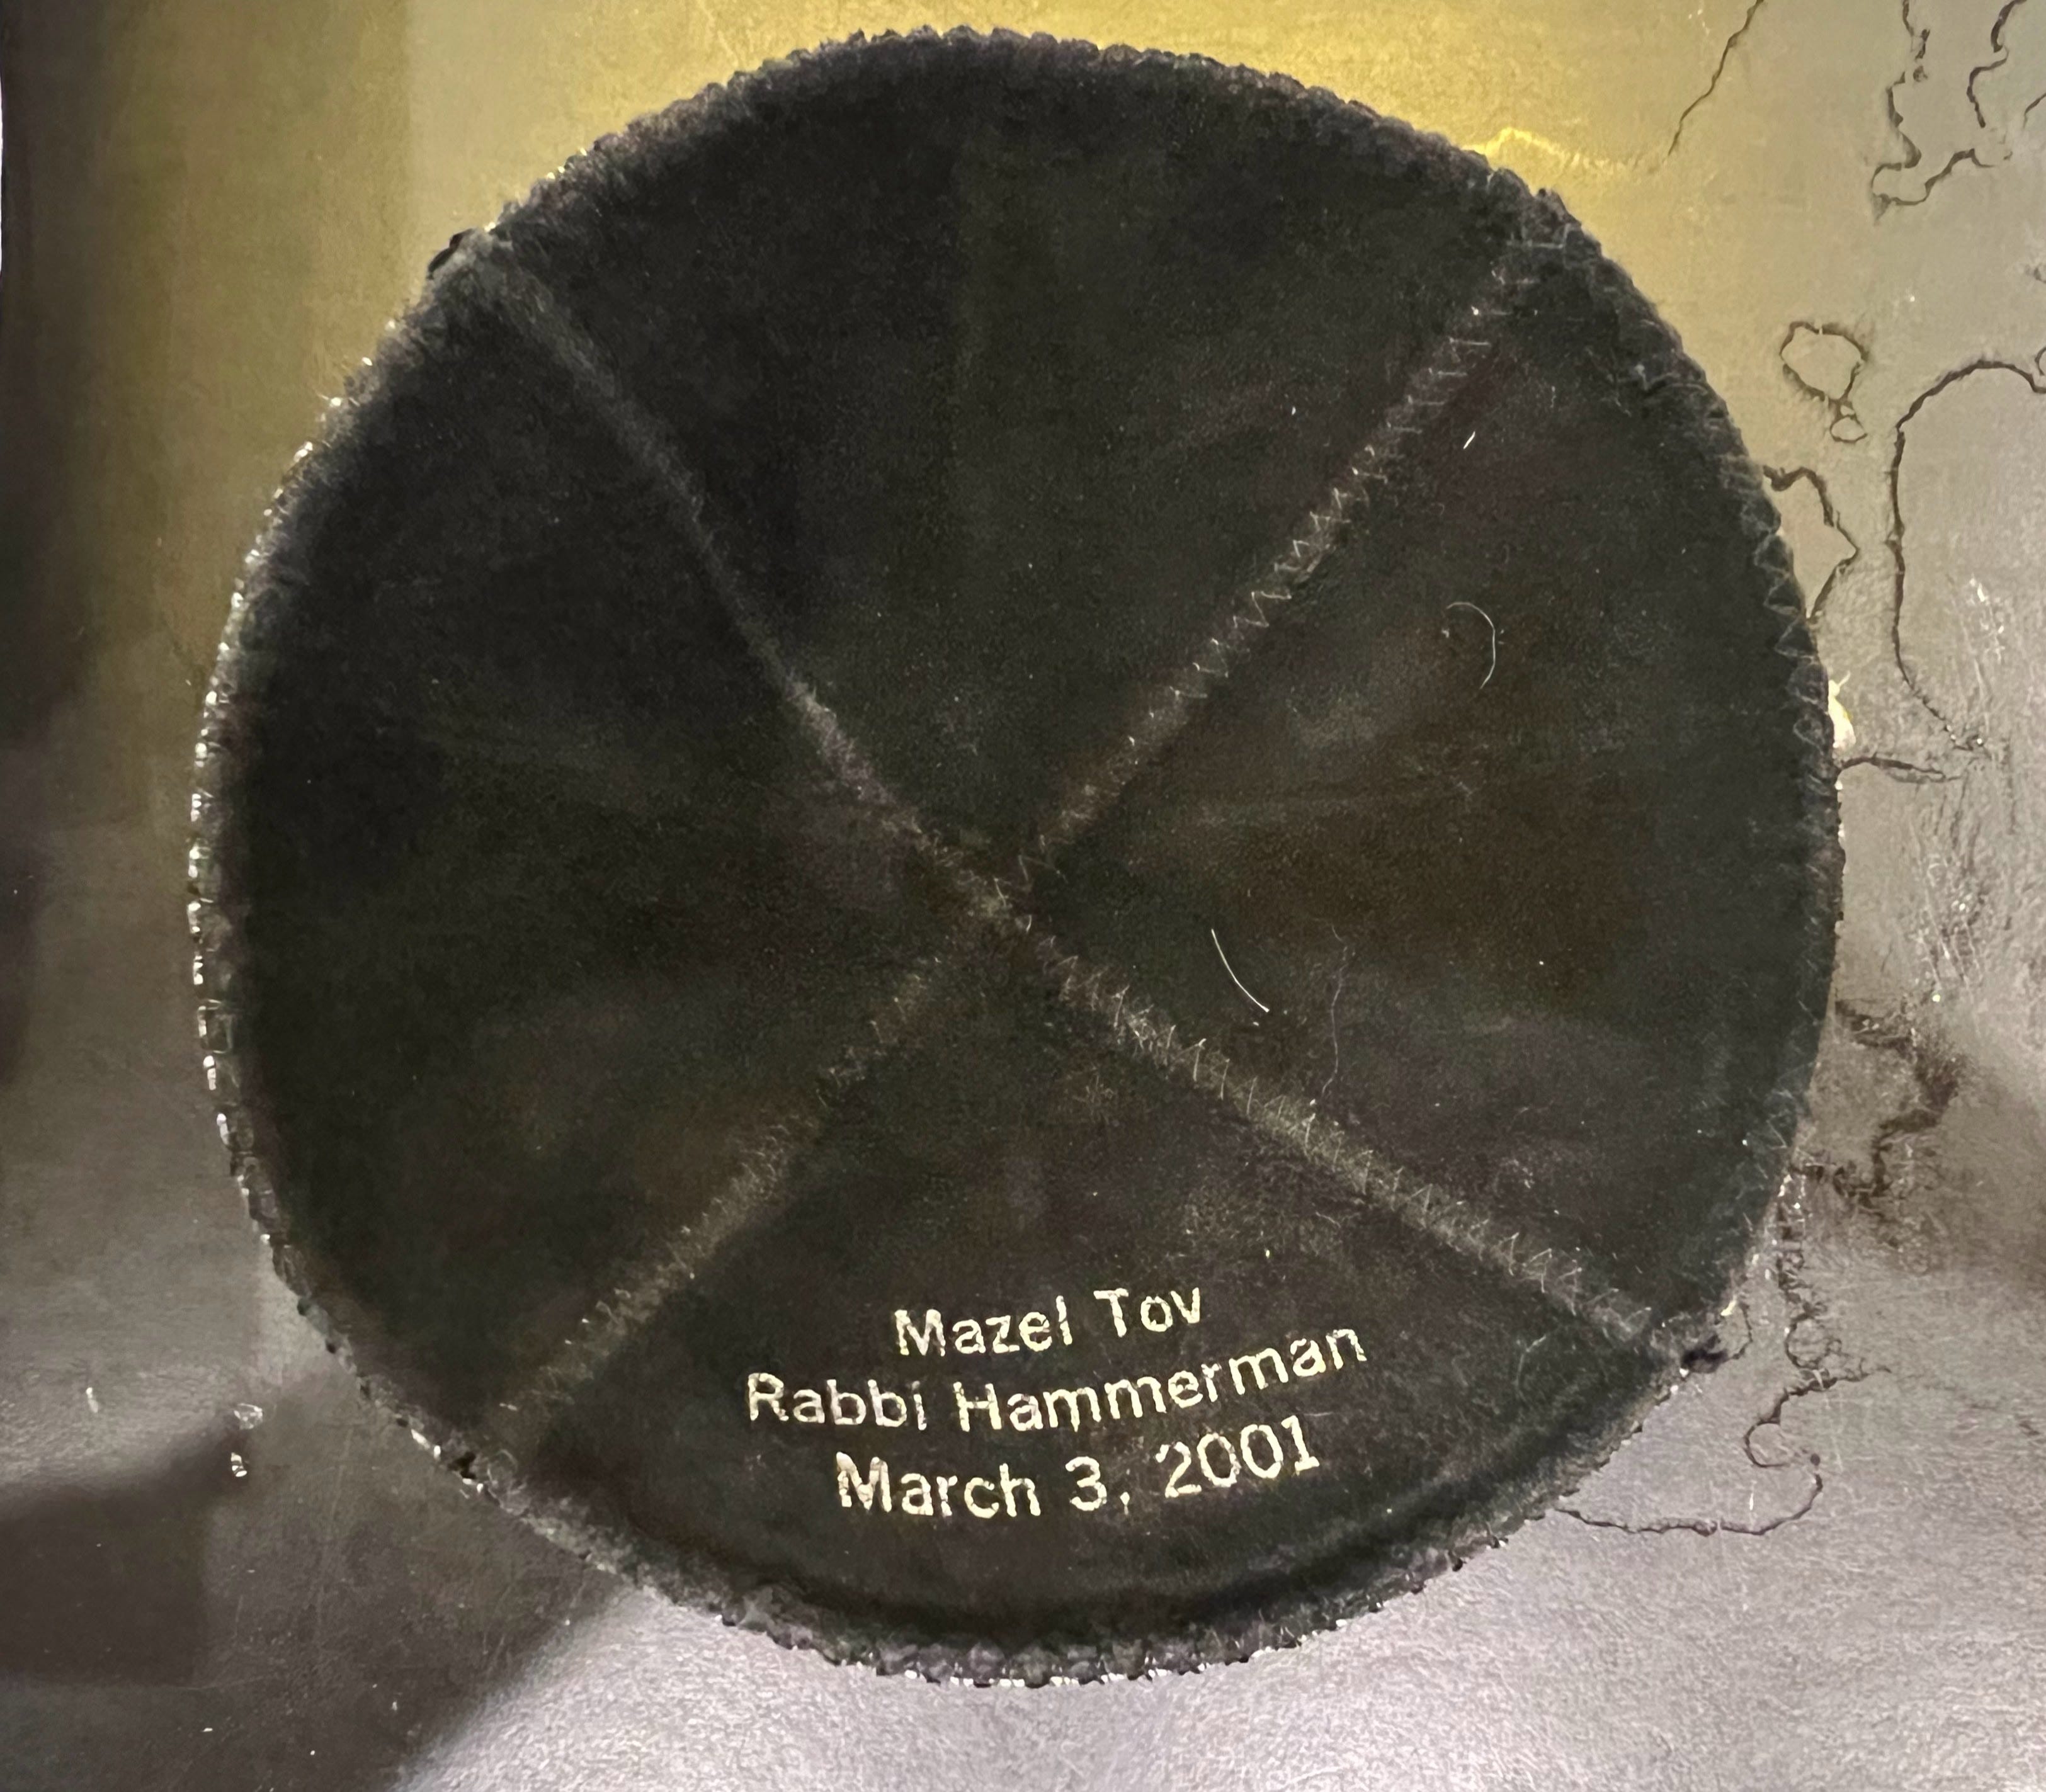 Mazel Tov
Rabbi Hammerman
March 3, 2001